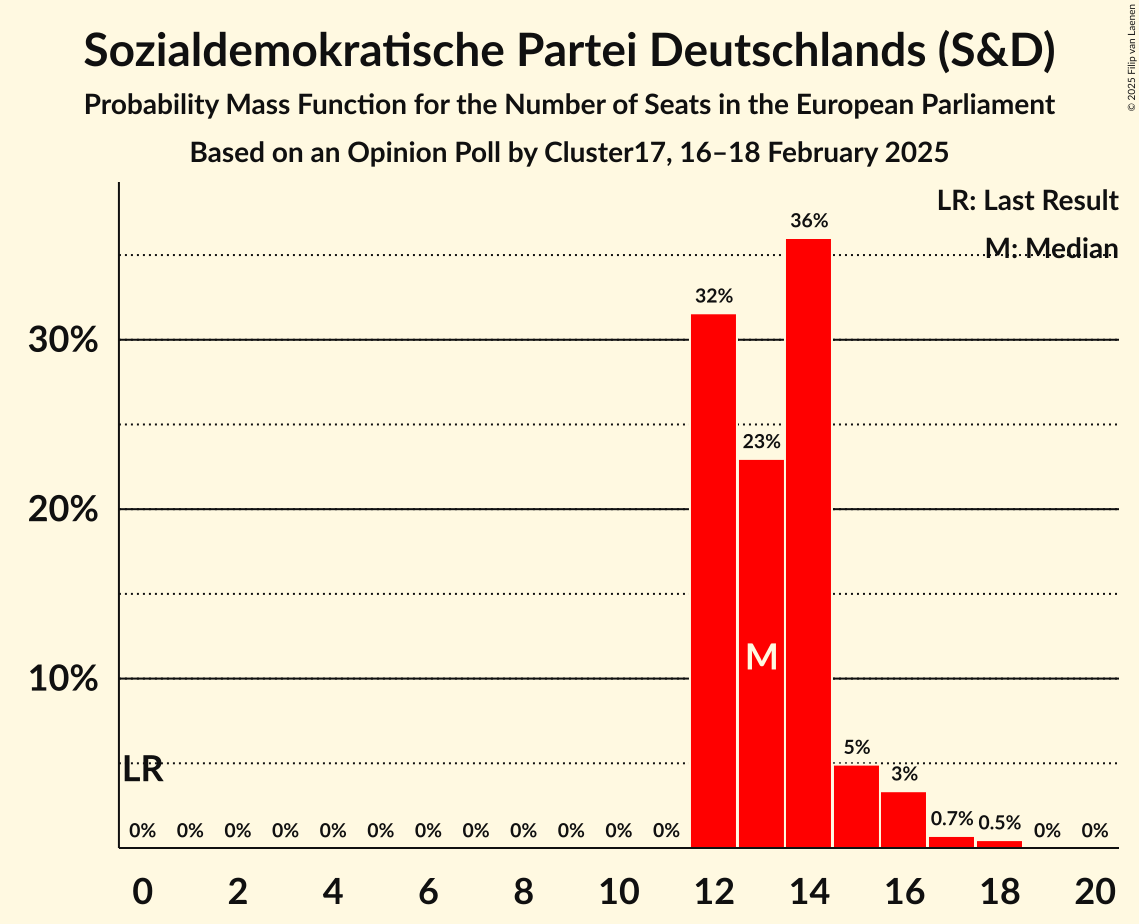 Sozialdemokratische Partei Deutschlands (S&D)
Probability Mass Function for the Number of Seats in the European Parliament
Based on an Opinion Poll by Cluster17, 16–18 February 2025
© 2025 Filip van Laenen
LR: Last Result
M: Median
36%
32%
30%
23%
20%
M
10%
LR
5%
3%
0% 0% 0% 0% 0% 0% 0% 0% 0% 0% 0% 0% 0.7% 0.5% 0% 0%
0 2 4 6 8 10 12 14 16 18 20